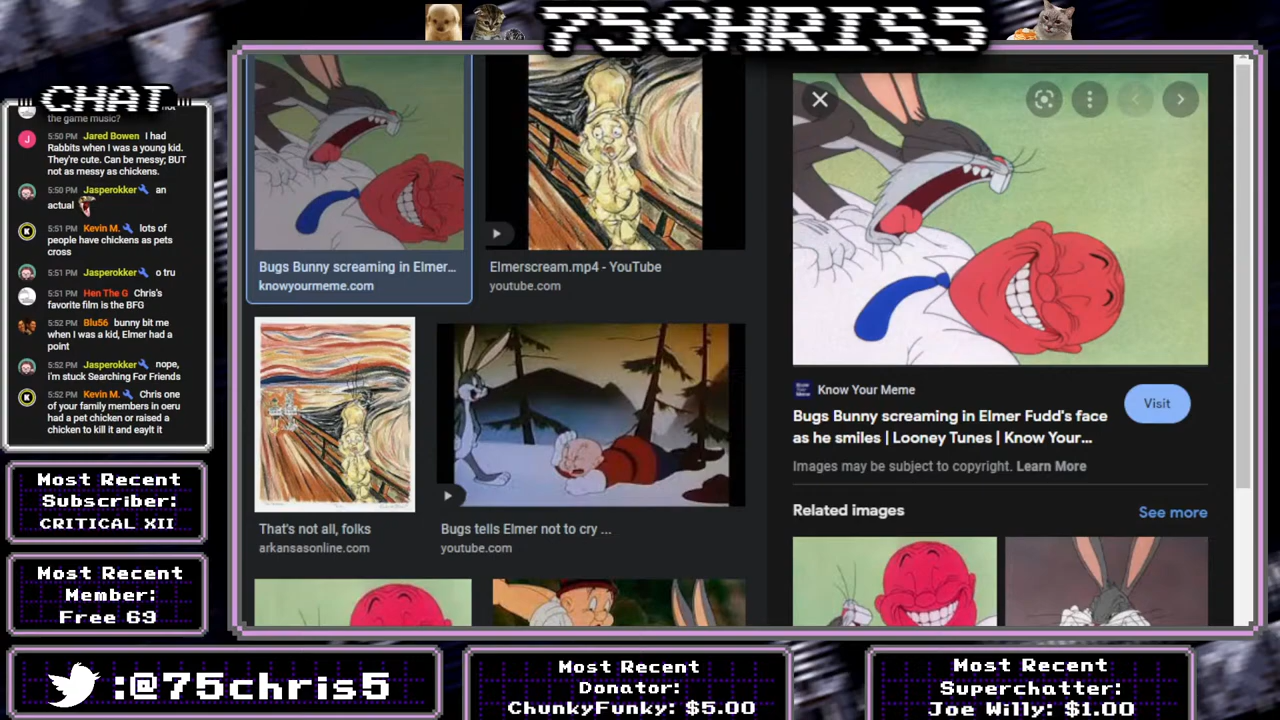 75CHRIS5
CHAT
the game music?
5:50 PM Jared Bowen I had
Rabbits when I was a young kid.
They're cute. Can be messy; BUT
not as messy as chickens.
5:50 PM Jasperokker an
actual
5:51 PM Kevin M. lots of
people have chickens as pets
cross
5:51 PM Jasperokker o tru
5:51 PM Hen The G Chris's
favorite film is the BFG
5:52 PM Blu56 bunny bit me
when I was a kid, Elmer had a
point
5:52 PM Jasperokker nope,
i'm stuck Searching For Friends
5:52 PM Kevin M. Chris one
of your family members in oeru
had a pet chicken or raised a
chicken to kill it and eayIt it
Most Recent
Subscriber:
CRITICAL XII
Most Recent
Member:
Free 69
:@75chris5
Most Recent
Donator:
ChunkyFunky: $5.00
Most Recent
Superchatter:
Joe Willy: $1.00
Bugs Bunny screaming in Elmer...
knowyourmeme.com
Elmerscream.mp4 - YouTube
youtube.com
That's not all, folks
arkansasonline.com
Bugs tells Elmer not to cry ...
youtube.com
Know Your Meme
Visit
Bugs Bunny screaming in Elmer Fudd's face
as he smiles | Looney Tunes | Know Your...
Images may be subject to copyright. Learn More
Related images
See more